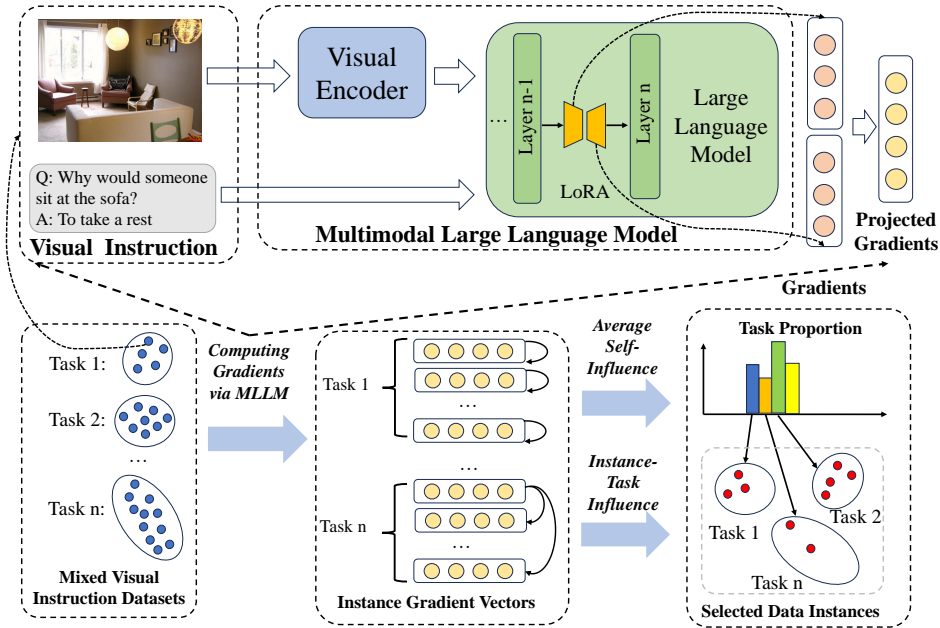 Visual
Encoder
...
Layer n-1
Layer n
LoRA
Large
Language
Model
Q: Why would someone
sit at the sofa?
A: To take a rest
Visual Instruction
Multimodal Large Language Model
Projected
Gradients
Gradients
Task 1:
Task 2:
...
Task n:
Mixed Visual
Instruction Datasets
Computing
Gradients
via MLLM
Task 1
...
...
Task n
...
Instance Gradient Vectors
Average
Self-
Influence
Instance-
Task
Influence
Task Proportion
Task 1
Task 2
Task n
Selected Data Instances